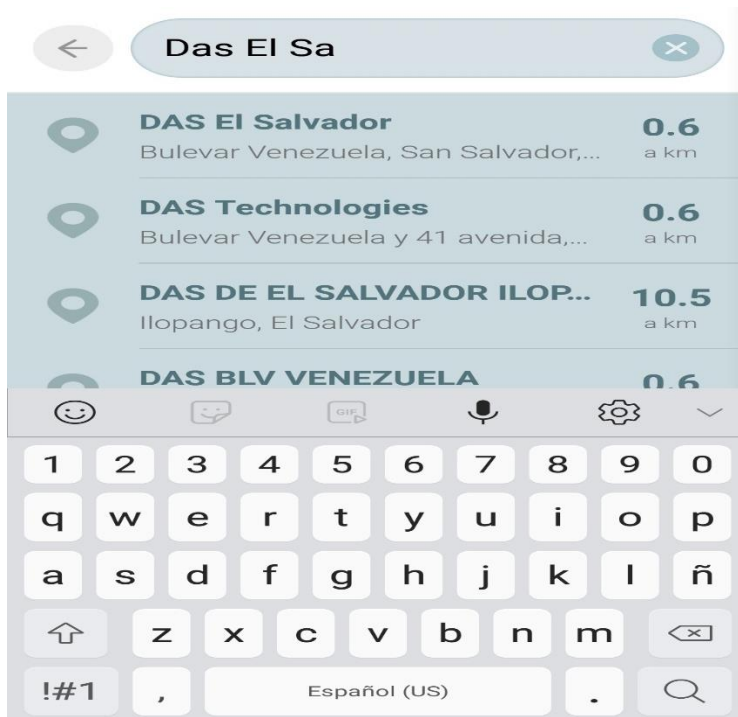 Das El Sa
DAS El Salvador
0.6
Bulevar Venezuela, San Salvador,...
a km
DAS Technologies
0.6
Bulevar Venezuela y 41 avenida,...
a km
DAS DE EL SALVADOR ILOP...
10.5
Ilopango, El Salvador
a km
DAS BLV VENEZUELA
0.6
GIF
1 2 3 4 5 6 7 8 9 0
q w e r t y u i o p
a s d f g h j k l ñ
z x c v b n m
!#1 , Español (US) .